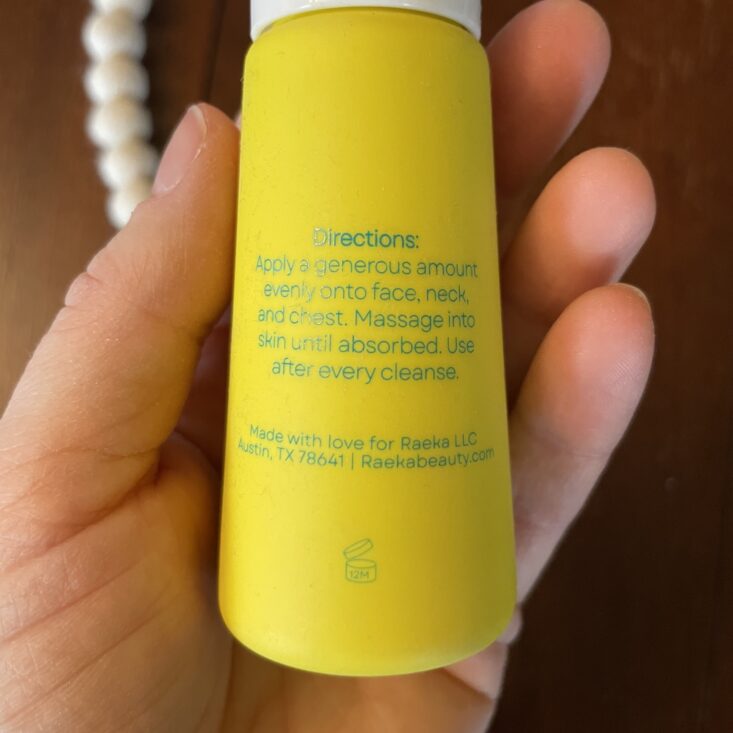 Directions:
Apply a generous amount
evenly onto face, neck,
and chest. Massage into
skin until absorbed. Use
after every cleanse.
Made with love for Raeka LLC
Austin, TX 78641 | Raekabeauty.com
12M